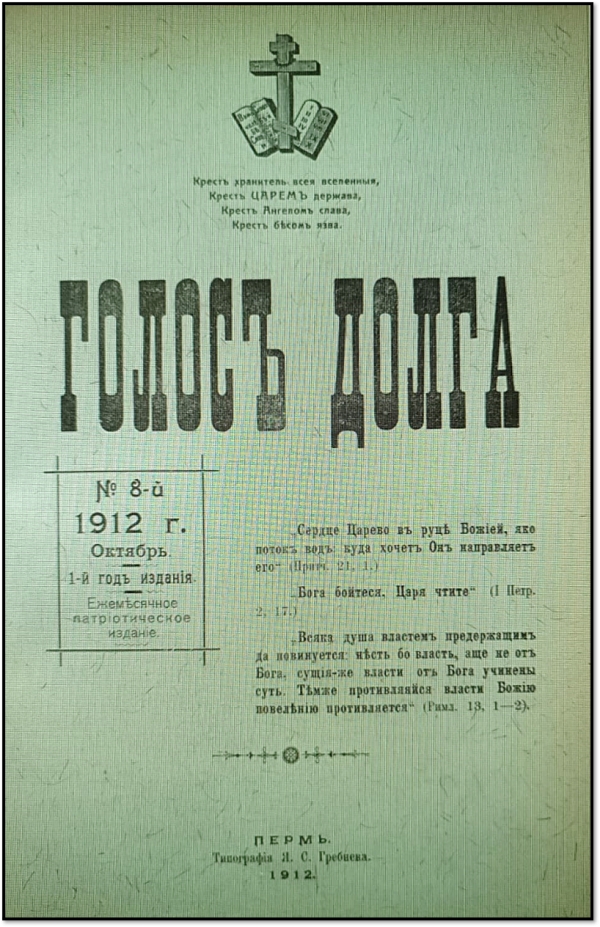 Крестъ хранитель всея вселенныя,
Крестъ ЦАРЕМЪ держава,
Крестъ Ангеломъ слава,
Крестъ бѣсомъ язва.
ГОЛОСЪ ДОЛГА
№ 8-й
1912 г.
Октябрь.
1-й годъ изданія.
Ежемѣсячное
патріотическое
изданіе.
„Сердце Царево въ руцѣ Божіей, яко
потокъ водъ: куда хочетъ Онъ направляетъ
его“ (Притч. 21, 1.)
„Бога бойтеся, Царя чтите“ (I Петр.
2, 17.)
„Всяка душа властемъ предержащимъ
да повинуется: нѣсть бо власть, аще не отъ
Бога, сущія-же власти отъ Бога учинены
суть. Тѣмже противляяйся власти Божію
повелѣнію противляется“ (Римл. 13, 1—2).
ПЕРМЬ.
Типографія Я. С. Гребнева.
1912.